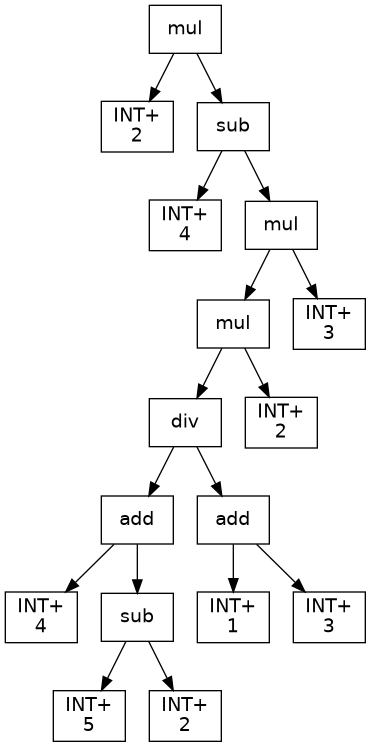 mul
INT+
2
sub
INT+
4
mul
mul
INT+
3
div
INT+
2
add
add
INT+
4
sub
INT+
1
INT+
3
INT+
5
INT+
2